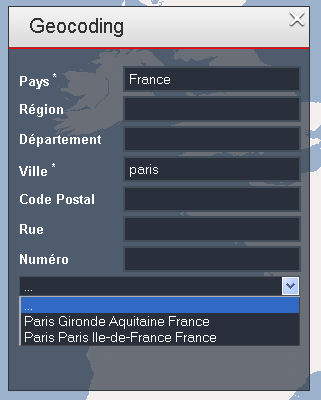 Geocoding
Pays * France
Région
Département
Ville * paris
Code Postal
Rue
Numéro
...
...
Paris Gironde Aquitaine France
Paris Paris Ile-de-France France